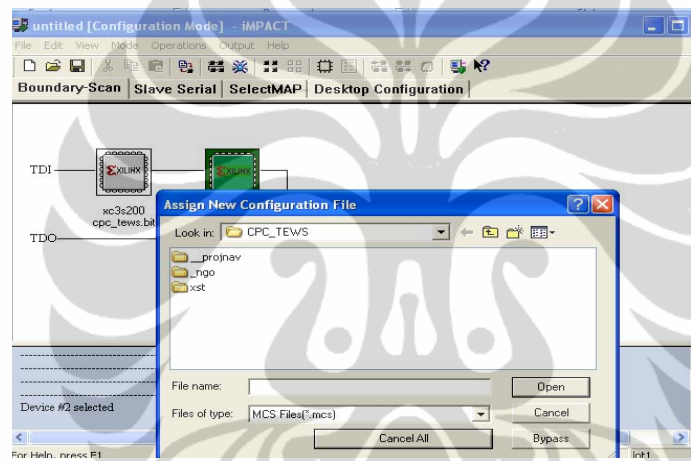 untitled [Configuration Mode] - iMPACT
File Edit View Mode Operations Output Help
Boundary-Scan Slave Serial SelectMAP Desktop Configuration
TDI
XILINX
XILINX
xc3s200
cpc_tews.bit
TDO
Assign New Configuration File
Look in: CPC_TEWS
__projnav
_ngo
xst
File name: Open
Files of type: MCS Files(*.mcs) Cancel
Cancel All Bypass
Device #2 selected
For Help, press F1